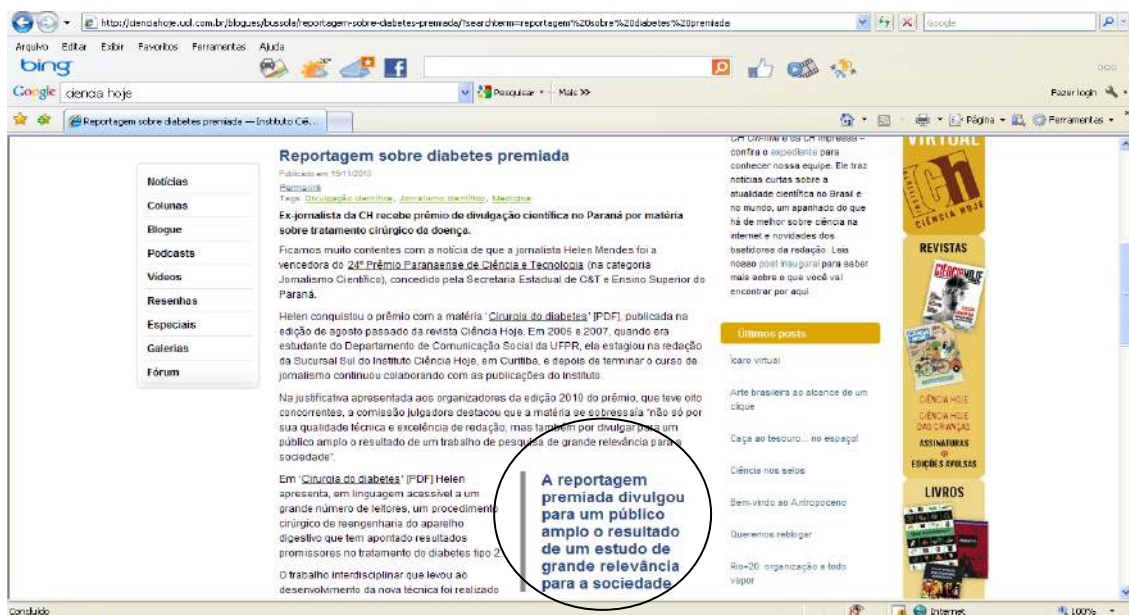 http://cienciahoje.uol.com.br/blogues/bussola/reportagem-sobre-diabetes-premiada/?searchterm=reportagem%20sobre%20diabetes%20premiada
Google
Arquivo Editar Exibir Favoritos Ferramentas Ajuda
bing
Google ciencia hoje Pesquisar Mais >>
Fazer login
Reportagem sobre diabetes premiada — Instituto Ciê...
Página Ferramentas
Notícias
Colunas
Blogue
Podcasts
Vídeos
Resenhas
Especiais
Galerias
Fórum
Reportagem sobre diabetes premiada
Publicado em 16/11/2010
Permalink
Tags: Divulgação científica, Jornalismo científico, Medicina
Ex-jornalista da CH recebe prêmio de divulgação científica no Paraná por matéria
sobre tratamento cirúrgico da doença.
Ficamos muito contentes com a notícia de que a jornalista Helen Mendes foi a
vencedora do 24º Prêmio Paranaense de Ciência e Tecnologia (na categoria
Jornalismo Científico), concedido pela Secretaria Estadual de C&T e Ensino Superior do
Paraná.
Helen conquistou o prêmio com a matéria 'Cirurgia do diabetes' [PDF], publicada na
edição de agosto passado da revista Ciência Hoje. Em 2006 e 2007, quando era
estudante do Departamento de Comunicação Social da UFPR, ela estagiou na redação
da Sucursal Sul do Instituto Ciência Hoje, em Curitiba, e depois de terminar o curso de
jornalismo continuou colaborando com as publicações do Instituto.
Na justificativa apresentada aos organizadores da edição 2010 do prêmio, que teve oito
concorrentes, a comissão julgadora destacou que a matéria se sobressaía "não só por
sua qualidade técnica e excelência de redação, mas também por divulgar para um
público amplo o resultado de um trabalho de pesquisa de grande relevância para a
sociedade".
Em 'Cirurgia do diabetes' [PDF] Helen
apresenta, em linguagem acessível a um
grande número de leitores, um procedimento
cirúrgico de reengenharia do aparelho
digestivo que tem apontado resultados
promissores no tratamento do diabetes tipo 2.
O trabalho interdisciplinar que levou ao
desenvolvimento da nova técnica foi realizado
A reportagem
premiada divulgou
para um público
amplo o resultado
de um estudo de
grande relevância
para a sociedade
CH On-line e da CH impressa –
confira o expediente para
conhecer nossa equipe. Ele traz
notícias curtas sobre a
atualidade científica no Brasil e
no mundo, um apanhado do que
há de melhor sobre ciência na
internet e novidades dos
bastidores da redação. Leia
nosso post inaugural para saber
mais sobre o que você vai
encontrar por aqui.
Últimos posts
Ícaro virtual
Arte brasileira ao alcance de um
clique
Caça ao tesouro... no espaço!
Ciência nos selos
Bem-vindo ao Antropoceno
Queremos reblogar
Rio+20: organização a todo
vapor
VIRTUAL
CIÊNCIA HOJE
REVISTAS
CIÊNCIA HOJE
CIÊNCIA HOJE
DAS CRIANÇAS
ASSINATURAS
e
EDIÇÕES AVULSAS
LIVROS
Concluído
Internet
100%